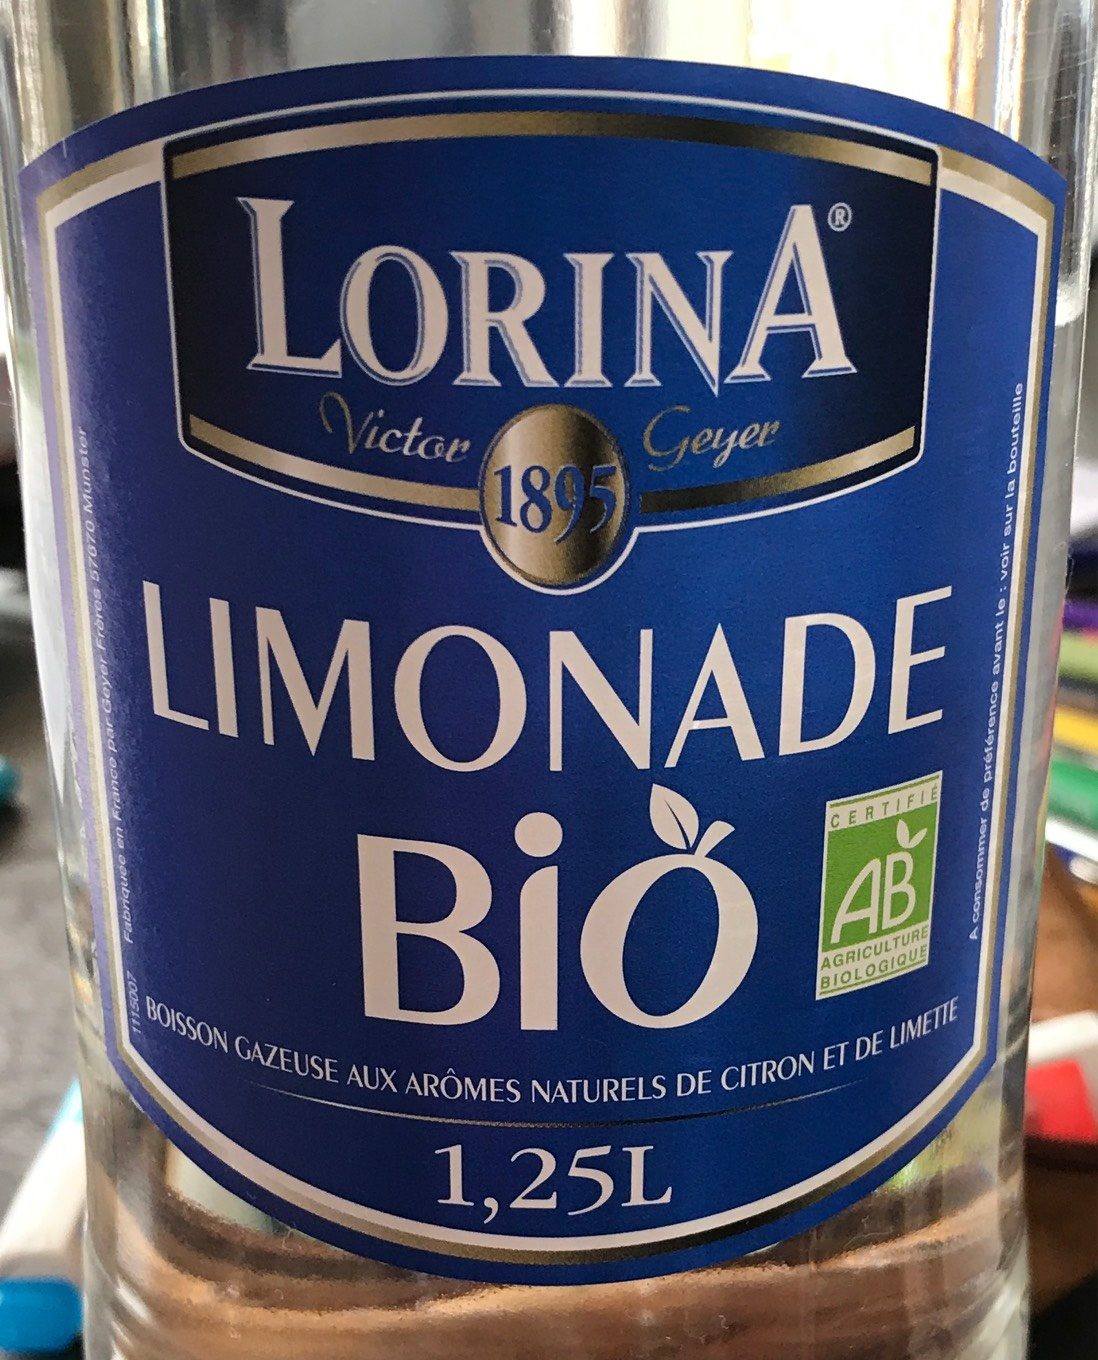 LORINA®
Victor Geyer
1895
LIMONADE
BiO
CERTIFIÉ
AB
AGRICULTURE
BIOLOGIQUE
BOISSON GAZEUSE AUX ARÔMES NATURELS DE CITRON ET DE LIMETTE
1,25L
Fabriquée en France par Geyer Frères 57670 Munster
1115007
A consommer de préférence avant le : voir sur la bouteille